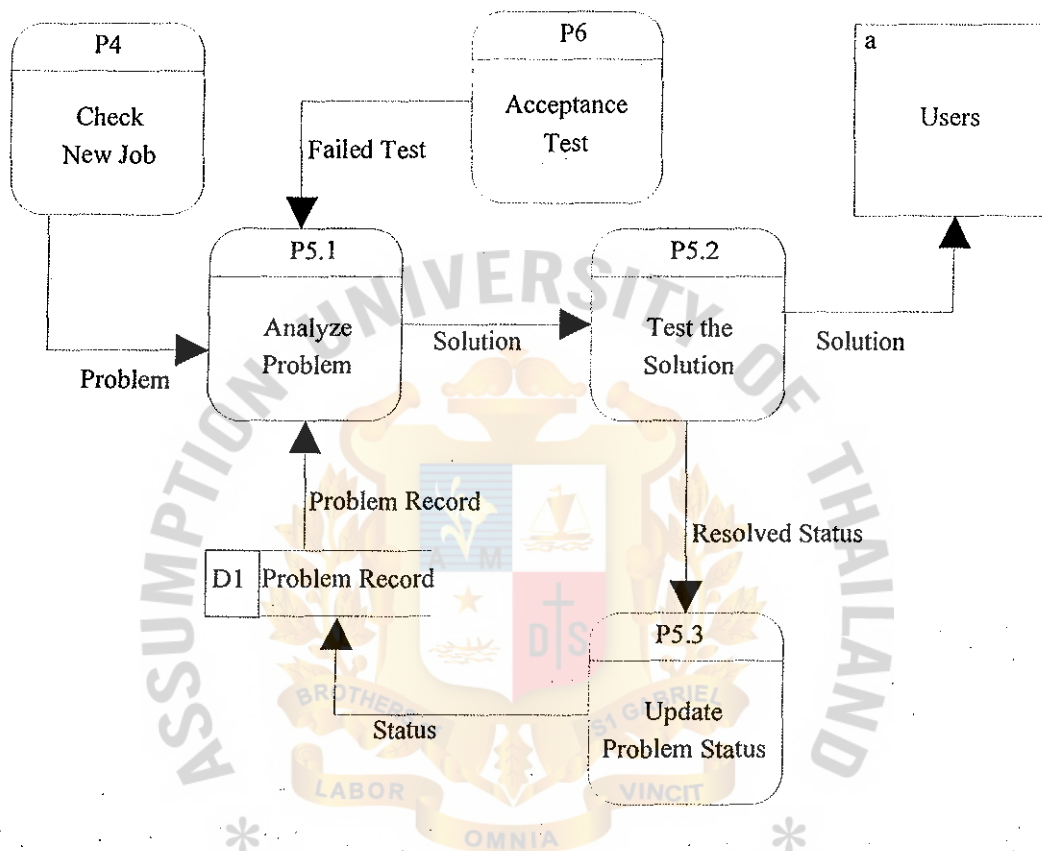 P4
Check
New Job
P6
Acceptance
Test
a
Users
Failed Test
P5.1
Analyze
Problem
P5.2
Test the
Solution
Solution
Solution
Problem
Problem Record
D1 Problem Record
Resolved Status
P5.3
Update
Problem Status
Status
ASSUMPTION UNIVERSITY OF THAILAND
A M
D S
BROTHERS
S1 GABRIEL
LABOR
OMNIA
VINCIT